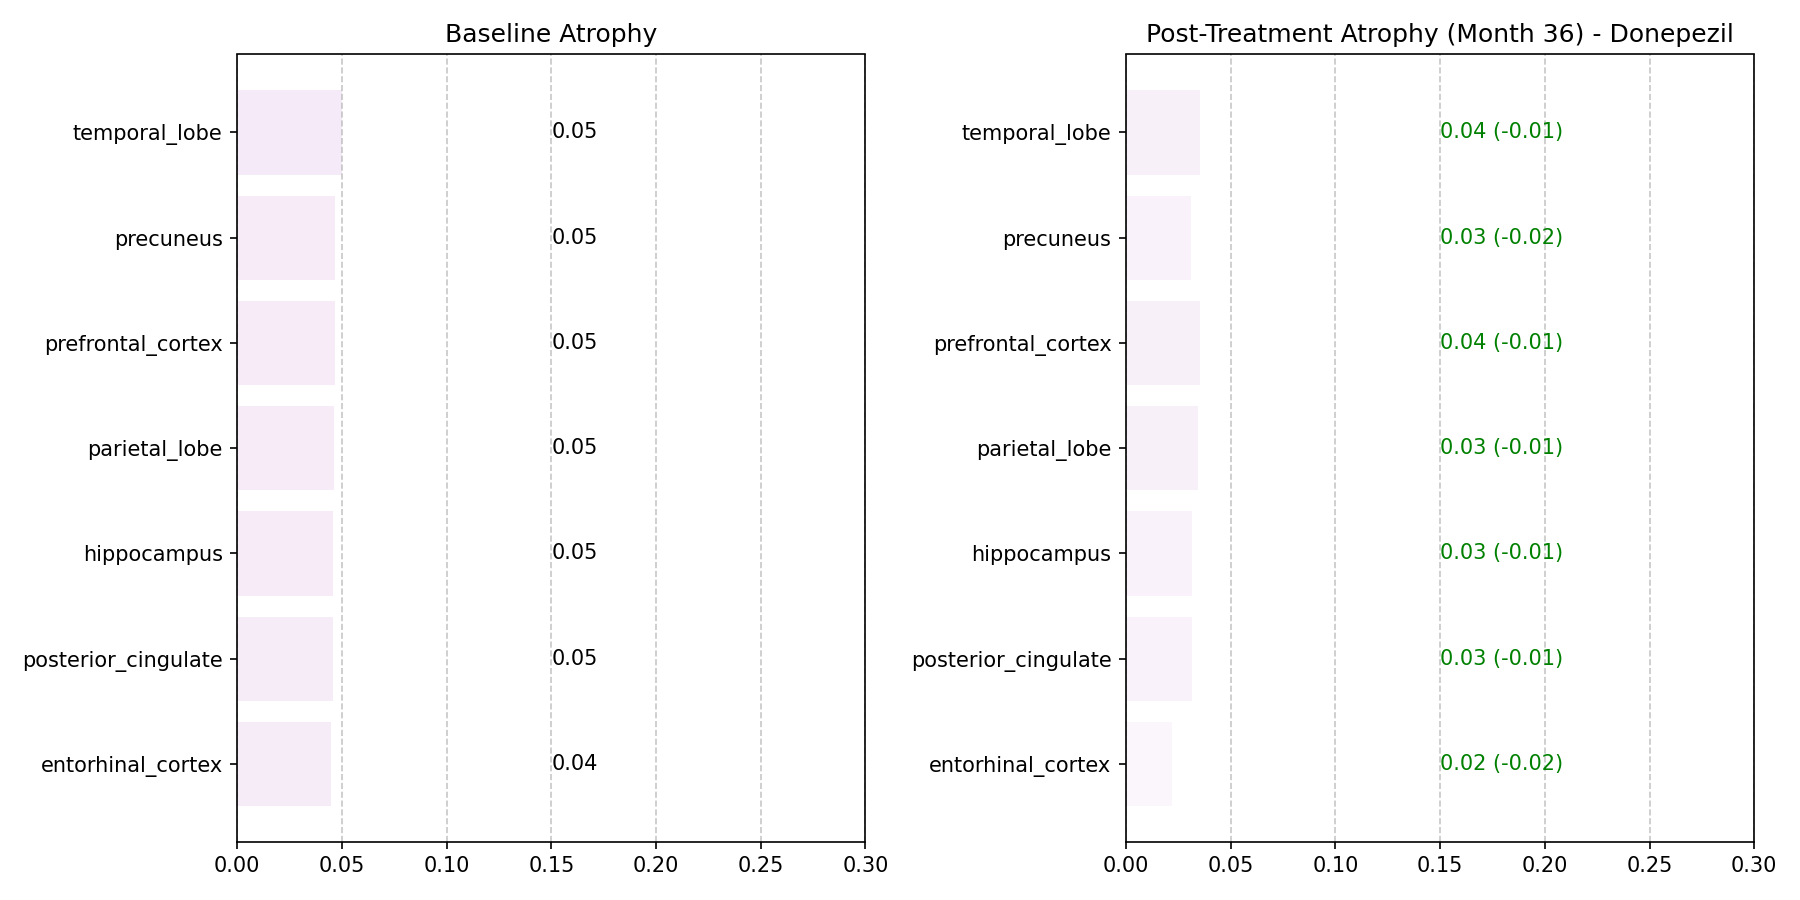 Baseline Atrophy
temporal_lobe
0.05
precuneus
0.05
prefrontal_cortex
0.05
parietal_lobe
0.05
hippocampus
0.05
posterior_cingulate
0.05
entorhinal_cortex
0.04
0.00 0.05 0.10 0.15 0.20 0.25 0.30
Post-Treatment Atrophy (Month 36) - Donepezil
temporal_lobe
0.04 (-0.01)
precuneus
0.03 (-0.02)
prefrontal_cortex
0.04 (-0.01)
parietal_lobe
0.03 (-0.01)
hippocampus
0.03 (-0.01)
posterior_cingulate
0.03 (-0.01)
entorhinal_cortex
0.02 (-0.02)
0.00 0.05 0.10 0.15 0.20 0.25 0.30